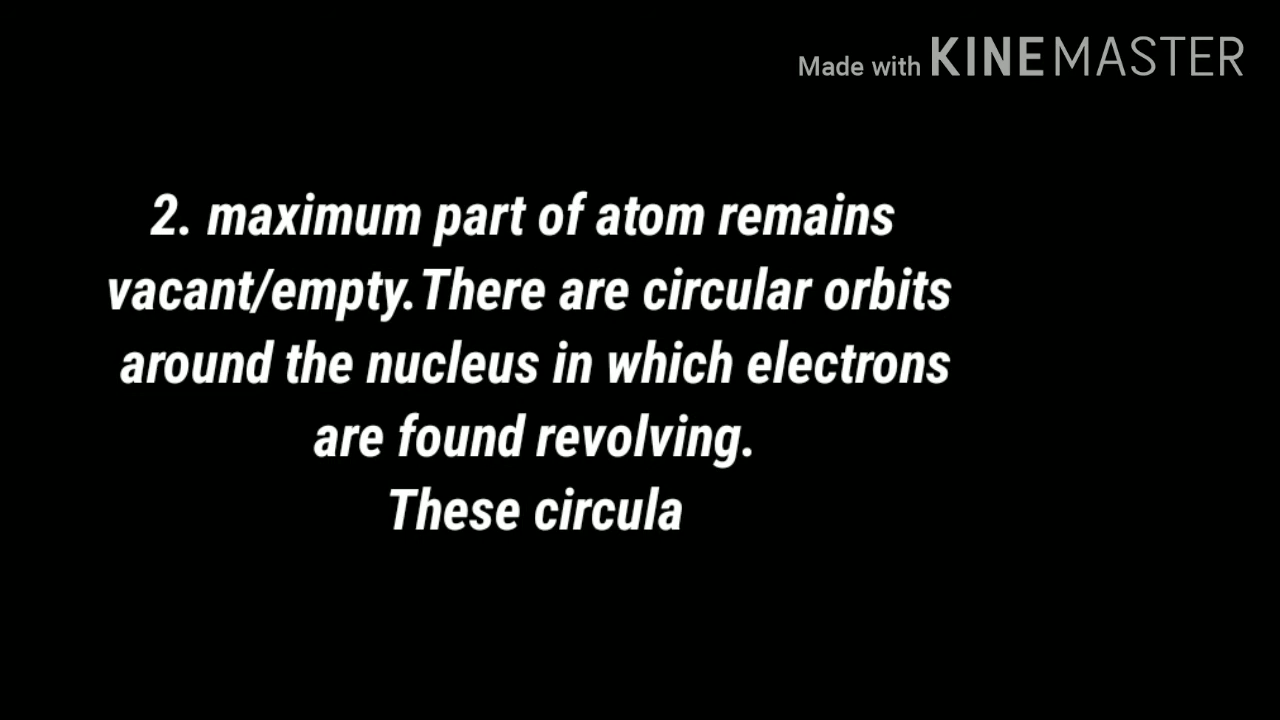 Made with KINEMASTER
2. maximum part of atom remains
vacant/empty.There are circular orbits
around the nucleus in which electrons
are found revolving.
These circula